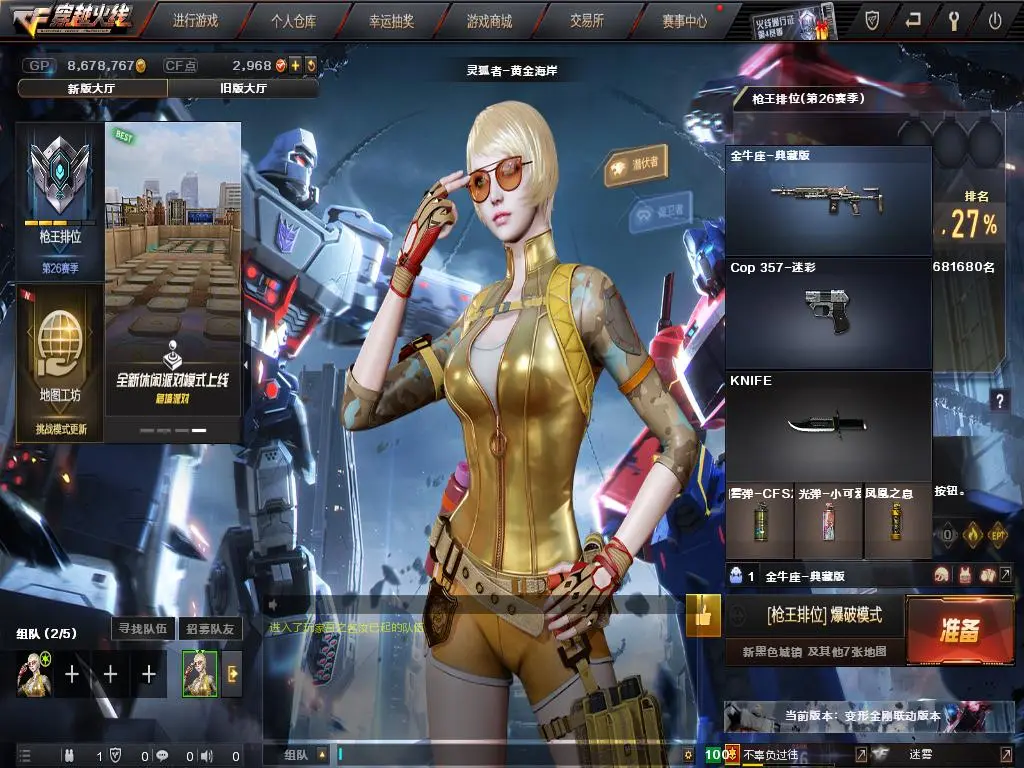 穿越火线
进行游戏
个人仓库
幸运抽奖
游戏商城
交易所
赛事中心
GP 8,678,767
CF点 2,968
新版大厅
旧版大厅
灵狐者-黄金海岸
枪王排位(第26赛季)
BEST
枪王排位
第26赛季
潜伏者
保卫者
金牛座-典藏版
排名
27%
681680名
Cop 357-迷彩
KNIFE
全新休闲派对模式上线
N
地图工坊
挑战模式更新
按钮。
光弹-小可爱
凤凰之息
1 金牛座-典藏版
[枪王排位] 爆破模式
准备
新黑色城镇 及其他7张地图
组队 (2/5)
寻找队伍
招募队友
当前版本：变形金刚联动版本
1
0
0
0
组队
100
不辜负过往
迷雾